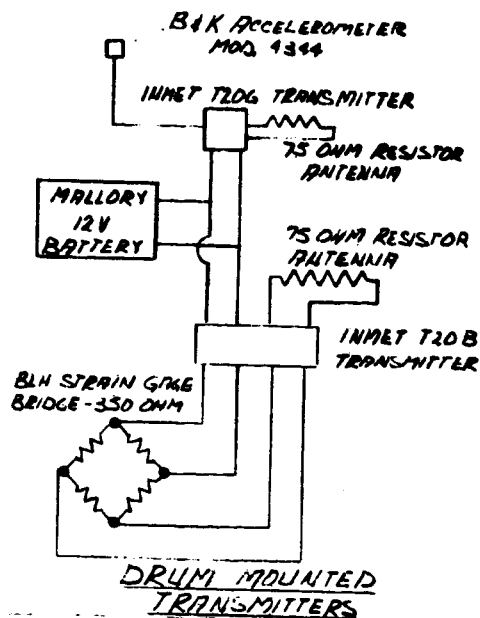 B&K ACCELEROMETER
MOD. 4344
INMET T20G TRANSMITTER
75 OHM RESISTOR
ANTENNA
MALLORY
12V
BATTERY
75 OHM RESISTOR
ANTENNA
INMET T20B
TRANSMITTER
BLH STRAIN GAGE
BRIDGE-350 OHM
DRUM MOUNTED
TRANSMITTERS